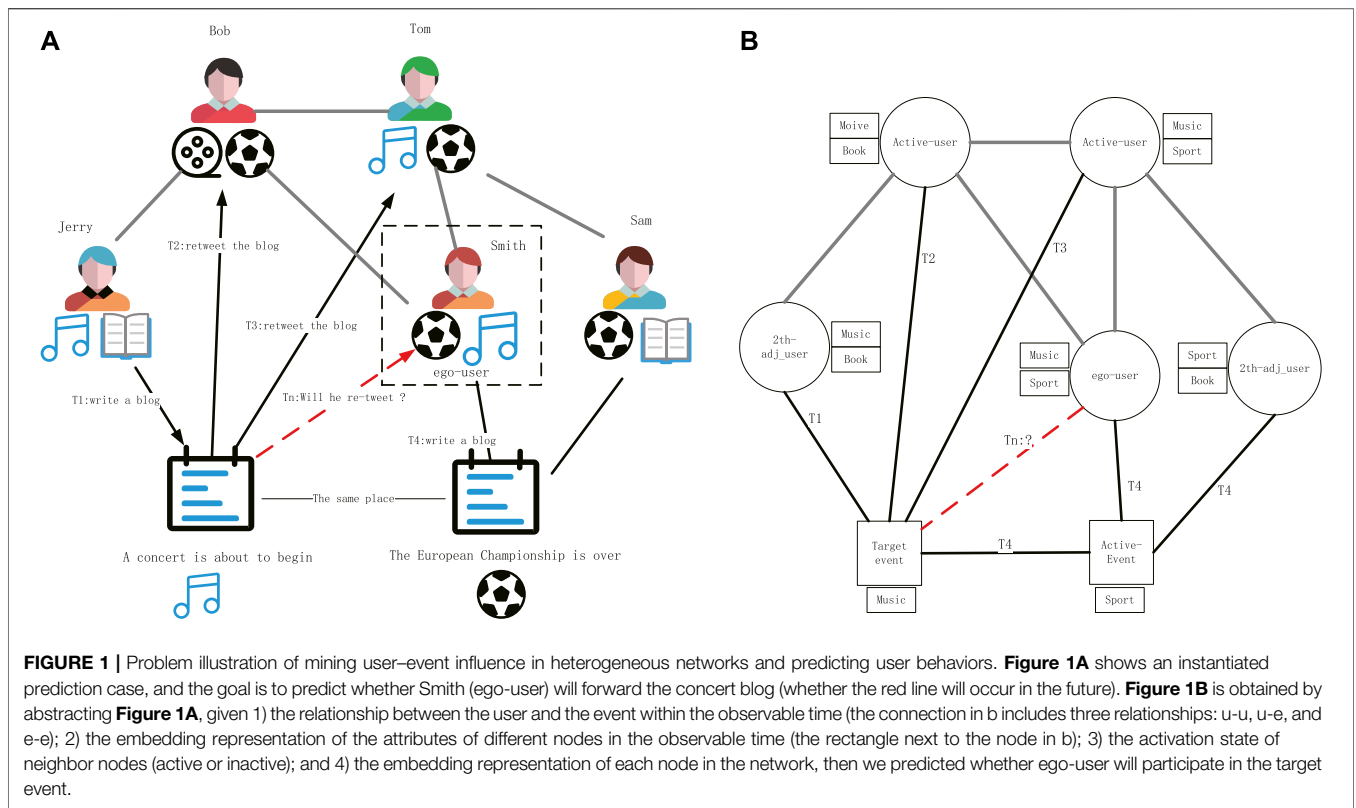 A
Bob
Tom
Jerry
Smith
Sam
T2:retweet the blog
T3:retweet the blog
ego-user
T1:write a blog
Tn:Will he re-tweet ?
T4:write a blog
The same place
A concert is about to begin
The European Championship is over
B
Moive
Book
Active-user
Active-user
Music
Sport
T2
T3
2th-
adj_user
Music
Book
Music
Sport
ego-user
Sport
Book
2th-adj_user
T1
Tn:?
T4
T4
Target
event
T4
Active-
Event
Music
Sport
FIGURE 1 | Problem illustration of mining user–event influence in heterogeneous networks and predicting user behaviors. Figure 1A shows an instantiated
prediction case, and the goal is to predict whether Smith (ego-user) will forward the concert blog (whether the red line will occur in the future). Figure 1B is obtained by
abstracting Figure 1A, given 1) the relationship between the user and the event within the observable time (the connection in b includes three relationships: u-u, u-e, and
e-e); 2) the embedding representation of the attributes of different nodes in the observable time (the rectangle next to the node in b); 3) the activation state of
neighbor nodes (active or inactive); and 4) the embedding representation of each node in the network, then we predicted whether ego-user will participate in the target
event.